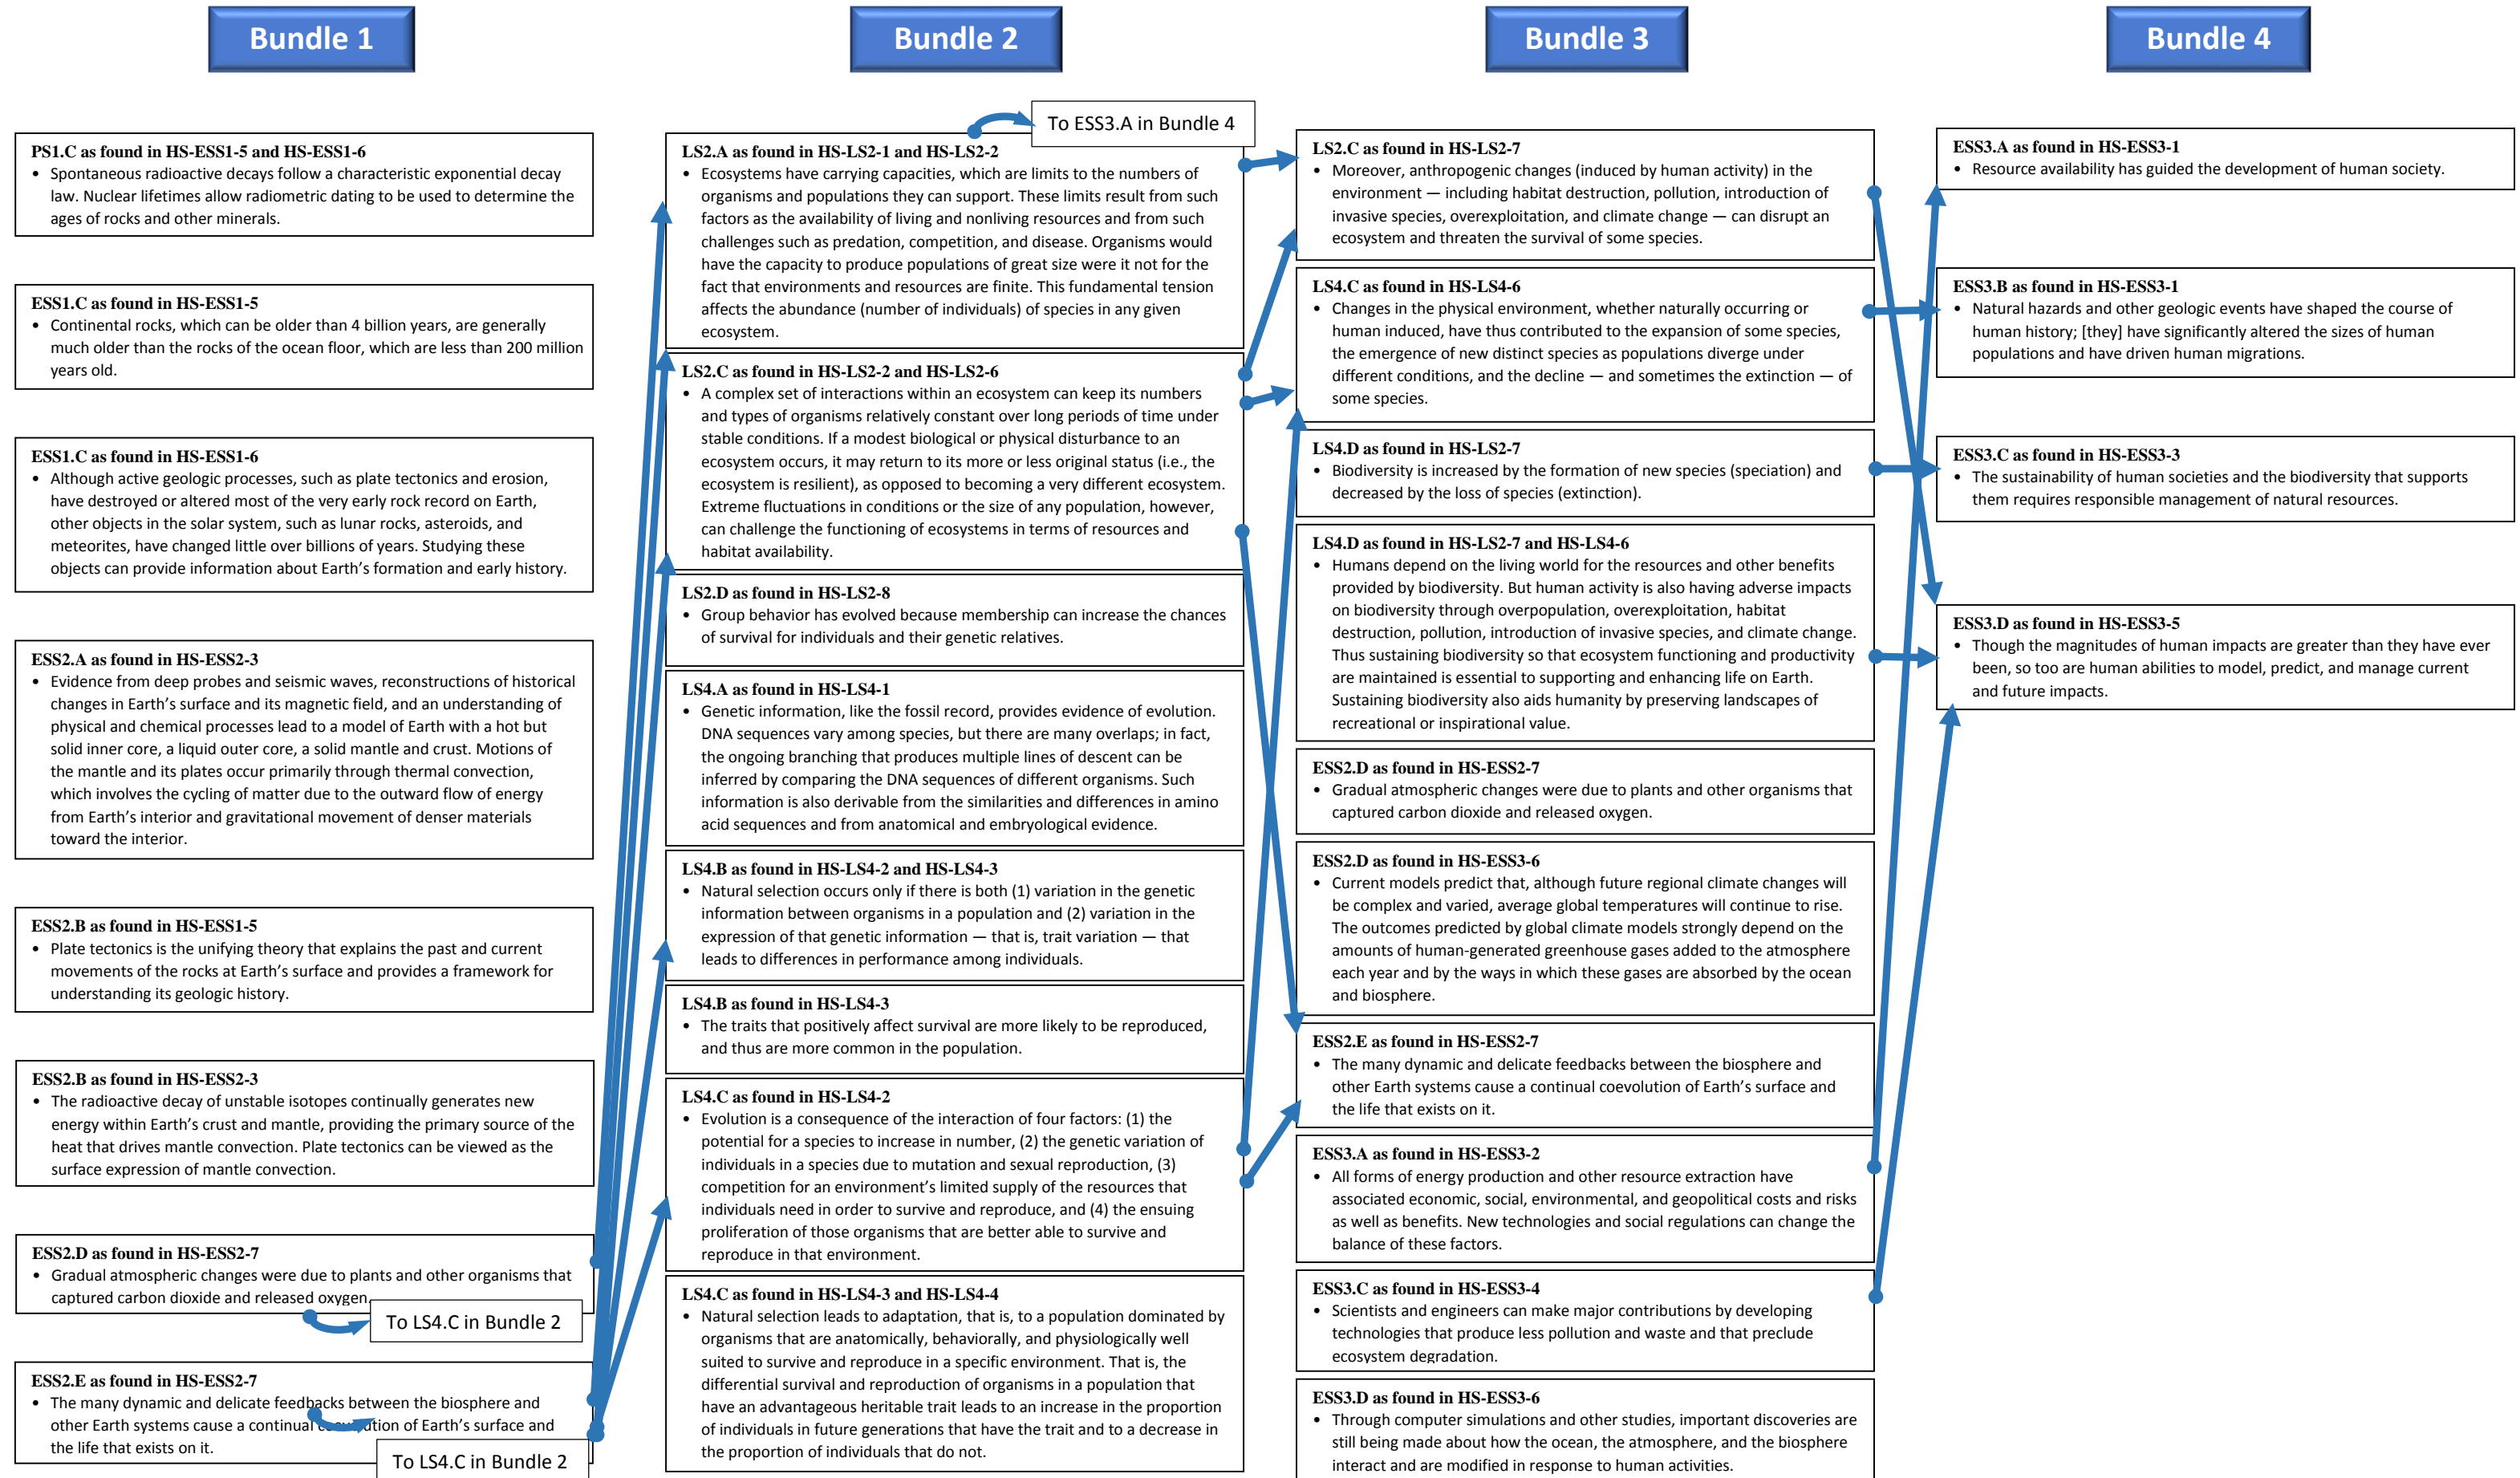 Bundle 1
Bundle 2
Bundle 3
Bundle 4
PS1.C as found in HS-ESS1-5 and HS-ESS1-6
• Spontaneous radioactive decays follow a characteristic exponential decay
law. Nuclear lifetimes allow radiometric dating to be used to determine the
ages of rocks and other minerals.
ESS1.C as found in HS-ESS1-5
• Continental rocks, which can be older than 4 billion years, are generally
much older than the rocks of the ocean floor, which are less than 200 million
years old.
ESS1.C as found in HS-ESS1-6
• Although active geologic processes, such as plate tectonics and erosion,
have destroyed or altered most of the very early rock record on Earth,
other objects in the solar system, such as lunar rocks, asteroids, and
meteorites, have changed little over billions of years. Studying these
objects can provide information about Earth’s formation and early history.
ESS2.A as found in HS-ESS2-3
• Evidence from deep probes and seismic waves, reconstructions of historical
changes in Earth’s surface and its magnetic field, and an understanding of
physical and chemical processes lead to a model of Earth with a hot but
solid inner core, a liquid outer core, a solid mantle and crust. Motions of
the mantle and its plates occur primarily through thermal convection,
which involves the cycling of matter due to the outward flow of energy
from Earth’s interior and gravitational movement of denser materials
toward the interior.
ESS2.B as found in HS-ESS1-5
• Plate tectonics is the unifying theory that explains the past and current
movements of the rocks at Earth’s surface and provides a framework for
understanding its geologic history.
ESS2.B as found in HS-ESS2-3
• The radioactive decay of unstable isotopes continually generates new
energy within Earth’s crust and mantle, providing the primary source of the
heat that drives mantle convection. Plate tectonics can be viewed as the
surface expression of mantle convection.
ESS2.D as found in HS-ESS2-7
• Gradual atmospheric changes were due to plants and other organisms that
captured carbon dioxide and released oxygen.
To LS4.C in Bundle 2
ESS2.E as found in HS-ESS2-7
• The many dynamic and delicate feedbacks between the biosphere and
other Earth systems cause a continual of Earth’s surface and
the life that exists on it.
To LS4.C in Bundle 2
To ESS3.A in Bundle 4
LS2.A as found in HS-LS2-1 and HS-LS2-2
• Ecosystems have carrying capacities, which are limits to the numbers of
organisms and populations they can support. These limits result from such
factors as the availability of living and nonliving resources and from such
challenges such as predation, competition, and disease. Organisms would
have the capacity to produce populations of great size were it not for the
fact that environments and resources are finite. This fundamental tension
affects the abundance (number of individuals) of species in any given
ecosystem.
LS2.C as found in HS-LS2-2 and HS-LS2-6
• A complex set of interactions within an ecosystem can keep its numbers
and types of organisms relatively constant over long periods of time under
stable conditions. If a modest biological or physical disturbance to an
ecosystem occurs, it may return to its more or less original status (i.e., the
ecosystem is resilient), as opposed to becoming a very different ecosystem.
Extreme fluctuations in conditions or the size of any population, however,
can challenge the functioning of ecosystems in terms of resources and
habitat availability.
LS2.D as found in HS-LS2-8
• Group behavior has evolved because membership can increase the chances
of survival for individuals and their genetic relatives.
LS4.A as found in HS-LS4-1
• Genetic information, like the fossil record, provides evidence of evolution.
DNA sequences vary among species, but there are many overlaps; in fact,
the ongoing branching that produces multiple lines of descent can be
inferred by comparing the DNA sequences of different organisms. Such
information is also derivable from the similarities and differences in amino
acid sequences and from anatomical and embryological evidence.
LS4.B as found in HS-LS4-2 and HS-LS4-3
• Natural selection occurs only if there is both (1) variation in the genetic
information between organisms in a population and (2) variation in the
expression of that genetic information — that is, trait variation — that
leads to differences in performance among individuals.
LS4.B as found in HS-LS4-3
• The traits that positively affect survival are more likely to be reproduced,
and thus are more common in the population.
LS4.C as found in HS-LS4-2
• Evolution is a consequence of the interaction of four factors: (1) the
potential for a species to increase in number, (2) the genetic variation of
individuals in a species due to mutation and sexual reproduction, (3)
competition for an environment’s limited supply of the resources that
individuals need in order to survive and reproduce, and (4) the ensuing
proliferation of those organisms that are better able to survive and
reproduce in that environment.
LS4.C as found in HS-LS4-3 and HS-LS4-4
• Natural selection leads to adaptation, that is, to a population dominated by
organisms that are anatomically, behaviorally, and physiologically well
suited to survive and reproduce in a specific environment. That is, the
differential survival and reproduction of organisms in a population that
have an advantageous heritable trait leads to an increase in the proportion
of individuals in future generations that have the trait and to a decrease in
the proportion of individuals that do not.
LS2.C as found in HS-LS2-7
• Moreover, anthropogenic changes (induced by human activity) in the
environment — including habitat destruction, pollution, introduction of
invasive species, overexploitation, and climate change — can disrupt an
ecosystem and threaten the survival of some species.
LS4.C as found in HS-LS4-6
• Changes in the physical environment, whether naturally occurring or
human induced, have thus contributed to the expansion of some species,
the emergence of new distinct species as populations diverge under
different conditions, and the decline — and sometimes the extinction — of
some species.
LS4.D as found in HS-LS2-7
• Biodiversity is increased by the formation of new species (speciation) and
decreased by the loss of species (extinction).
LS4.D as found in HS-LS2-7 and HS-LS4-6
• Humans depend on the living world for the resources and other benefits
provided by biodiversity. But human activity is also having adverse impacts
on biodiversity through overpopulation, overexploitation, habitat
destruction, pollution, introduction of invasive species, and climate change.
Thus sustaining biodiversity so that ecosystem functioning and productivity
are maintained is essential to supporting and enhancing life on Earth.
Sustaining biodiversity also aids humanity by preserving landscapes of
recreational or inspirational value.
ESS2.D as found in HS-ESS2-7
• Gradual atmospheric changes were due to plants and other organisms that
captured carbon dioxide and released oxygen.
ESS2.D as found in HS-ESS3-6
• Current models predict that, although future regional climate changes will
be complex and varied, average global temperatures will continue to rise.
The outcomes predicted by global climate models strongly depend on the
amounts of human-generated greenhouse gases added to the atmosphere
each year and by the ways in which these gases are absorbed by the ocean
and biosphere.
ESS2.E as found in HS-ESS2-7
• The many dynamic and delicate feedbacks between the biosphere and
other Earth systems cause a continual coevolution of Earth’s surface and
the life that exists on it.
ESS3.A as found in HS-ESS3-2
• All forms of energy production and other resource extraction have
associated economic, social, environmental, and geopolitical costs and risks
as well as benefits. New technologies and social regulations can change the
balance of these factors.
ESS3.C as found in HS-ESS3-4
• Scientists and engineers can make major contributions by developing
technologies that produce less pollution and waste and that preclude
ecosystem degradation.
ESS3.D as found in HS-ESS3-6
• Through computer simulations and other studies, important discoveries are
still being made about how the ocean, the atmosphere, and the biosphere
interact and are modified in response to human activities.
ESS3.A as found in HS-ESS3-1
• Resource availability has guided the development of human society.
ESS3.B as found in HS-ESS3-1
• Natural hazards and other geologic events have shaped the course of
human history; [they] have significantly altered the sizes of human
populations and have driven human migrations.
ESS3.C as found in HS-ESS3-3
• The sustainability of human societies and the biodiversity that supports
them requires responsible management of natural resources.
ESS3.D as found in HS-ESS3-5
• Though the magnitudes of human impacts are greater than they have ever
been, so too are human abilities to model, predict, and manage current
and future impacts.